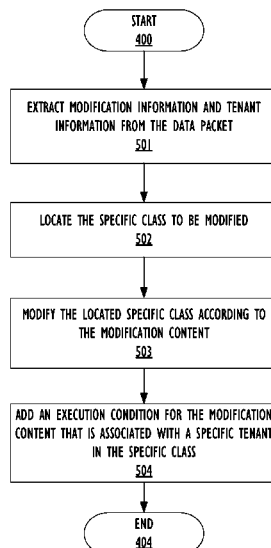 START
400
EXTRACT MODIFICATION INFORMATION AND TENANT
INFORMATION FROM THE DATA PACKET
501
LOCATE THE SPECIFIC CLASS TO BE MODIFIED
502
MODIFY THE LOCATED SPECIFIC CLASS ACCORDING TO
THE MODIFICATION CONTENT
503
ADD AN EXECUTION CONDITION FOR THE MODIFICATION
CONTENT THAT IS ASSOCIATED WITH A SPECIFIC TENANT
IN THE SPECIFIC CLASS
504
END
404